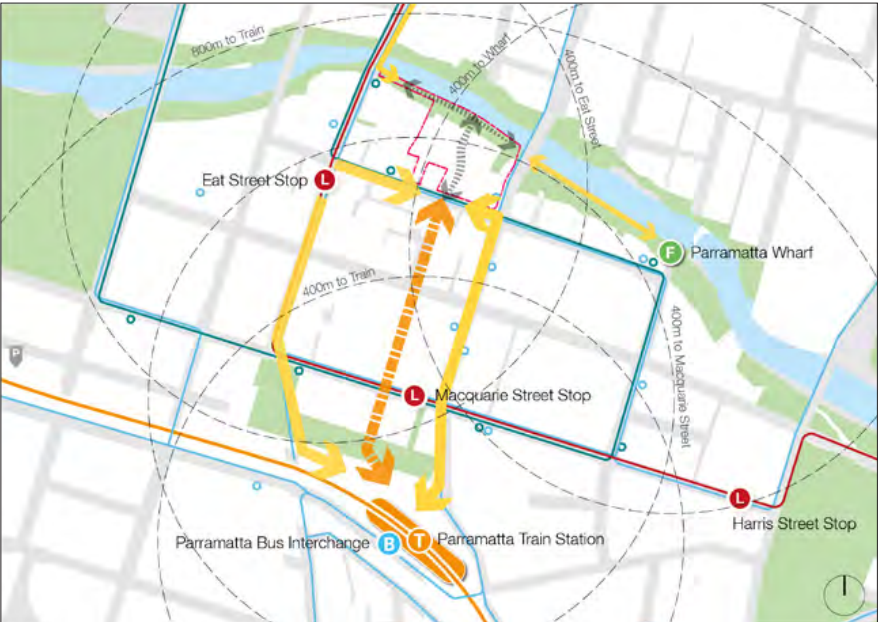 800m to Train
400m to Wharf
400m to Eat Street
Eat Street Stop
L
F
Parramatta Wharf
400m to Train
400m to Macquarie Street
P
L
Macquarie Street Stop
L
Harris Street Stop
Parramatta Bus Interchange
B
T
Parramatta Train Station